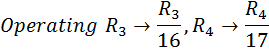 Operating R₃ → R₃/16, R₄ → R₄/17